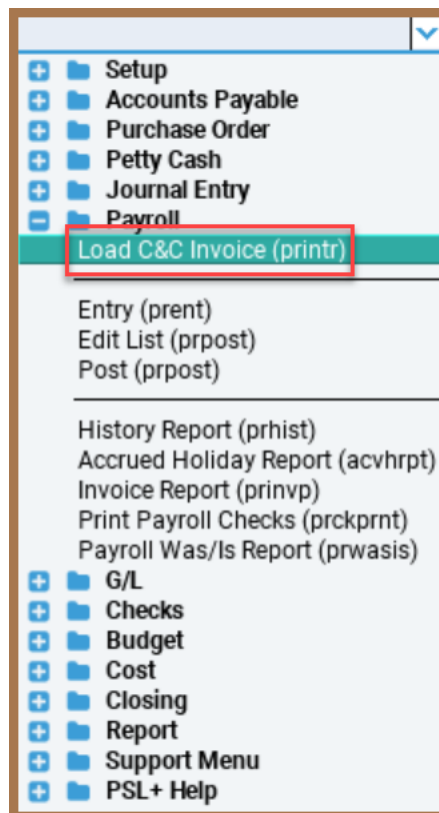 Setup
Accounts Payable
Purchase Order
Petty Cash
Journal Entry
Payroll
Load C&C Invoice (printr)
Entry (prent)
Edit List (prpost)
Post (prpost)
History Report (prhist)
Accrued Holiday Report (acvhrpt)
Invoice Report (prinvp)
Print Payroll Checks (prckprnt)
Payroll Was/Is Report (prwasis)
G/L
Checks
Budget
Cost
Closing
Report
Support Menu
PSL+ Help